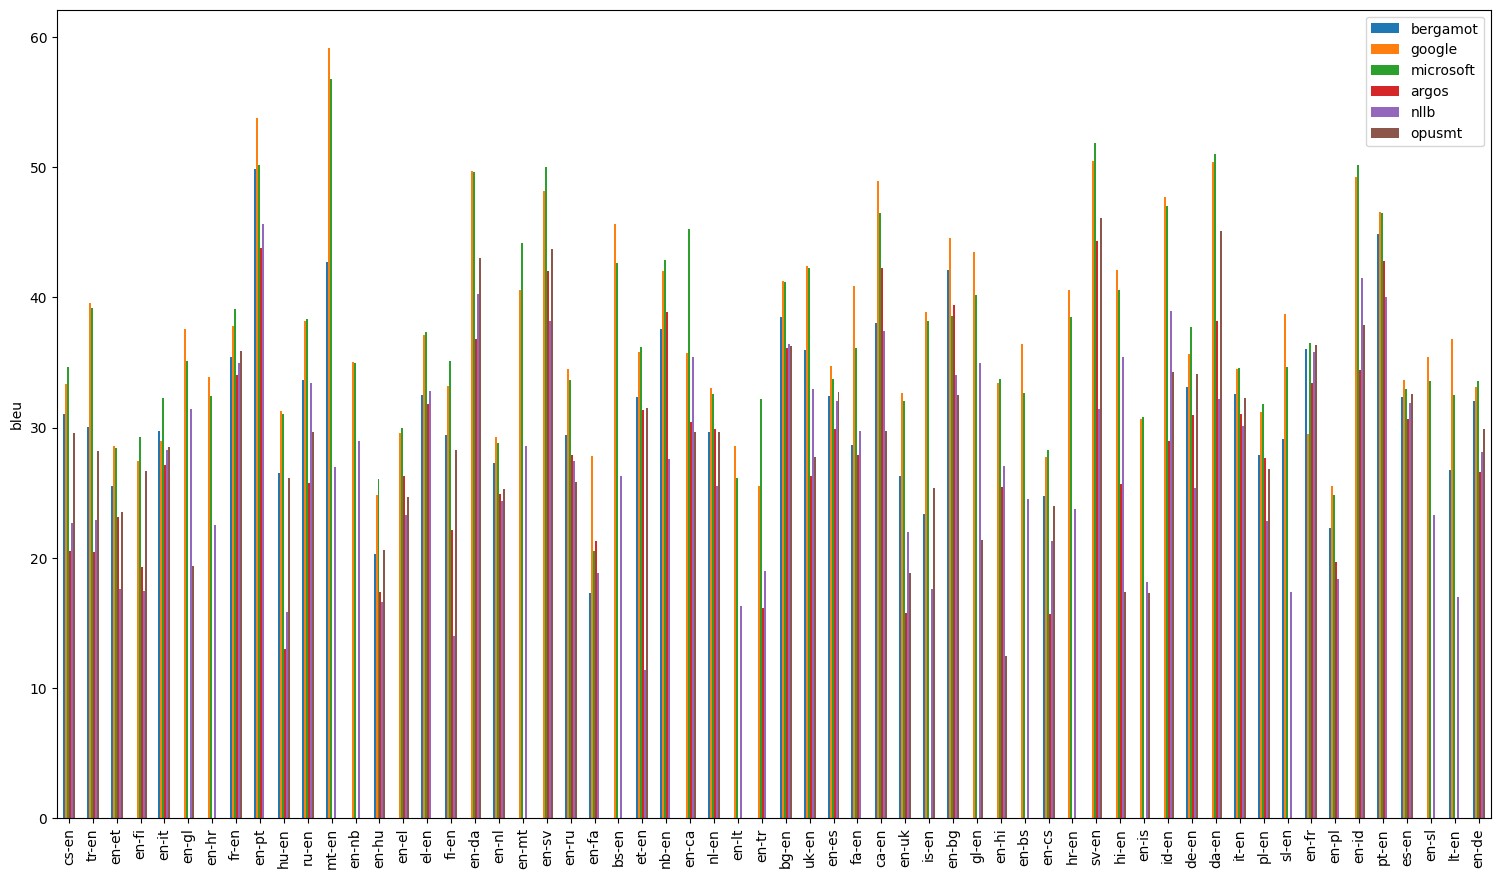 bergamot
google
microsoft
argos
nllb
opusmt
bleu
60
50
40
30
20
10
0
cs-en
tr-en
en-et
en-fi
en-it
en-gl
en-hr
fr-en
en-pt
hu-en
ru-en
mt-en
en-nb
en-hu
en-el
el-en
fi-en
en-da
en-nl
en-mt
en-sv
en-ru
en-fa
bs-en
et-en
nb-en
en-ca
nl-en
en-lt
en-tr
bg-en
uk-en
en-es
fa-en
ca-en
en-uk
is-en
en-bg
gl-en
en-hi
en-bs
en-cs
hr-en
sv-en
hi-en
en-is
id-en
de-en
da-en
it-en
pl-en
sl-en
en-fr
en-pl
en-id
pt-en
es-en
en-sl
lt-en
en-de